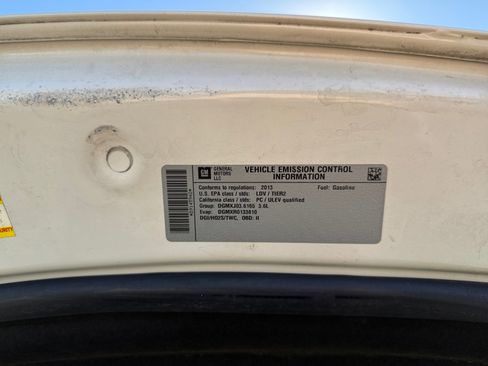 GM
GENERAL
MOTORS
LLC
VEHICLE EMISSION CONTROL
INFORMATION
Conforms to regulations: 2013 Fuel: Gasoline
U.S. EPA class / stds: LDV / TIER2
California class / stds: PC / ULEV qualified
Group: DGMXJ03.6165 3.6L
Evap: DGMXR0133810
DGI/HO2S/TWC, OBD: II